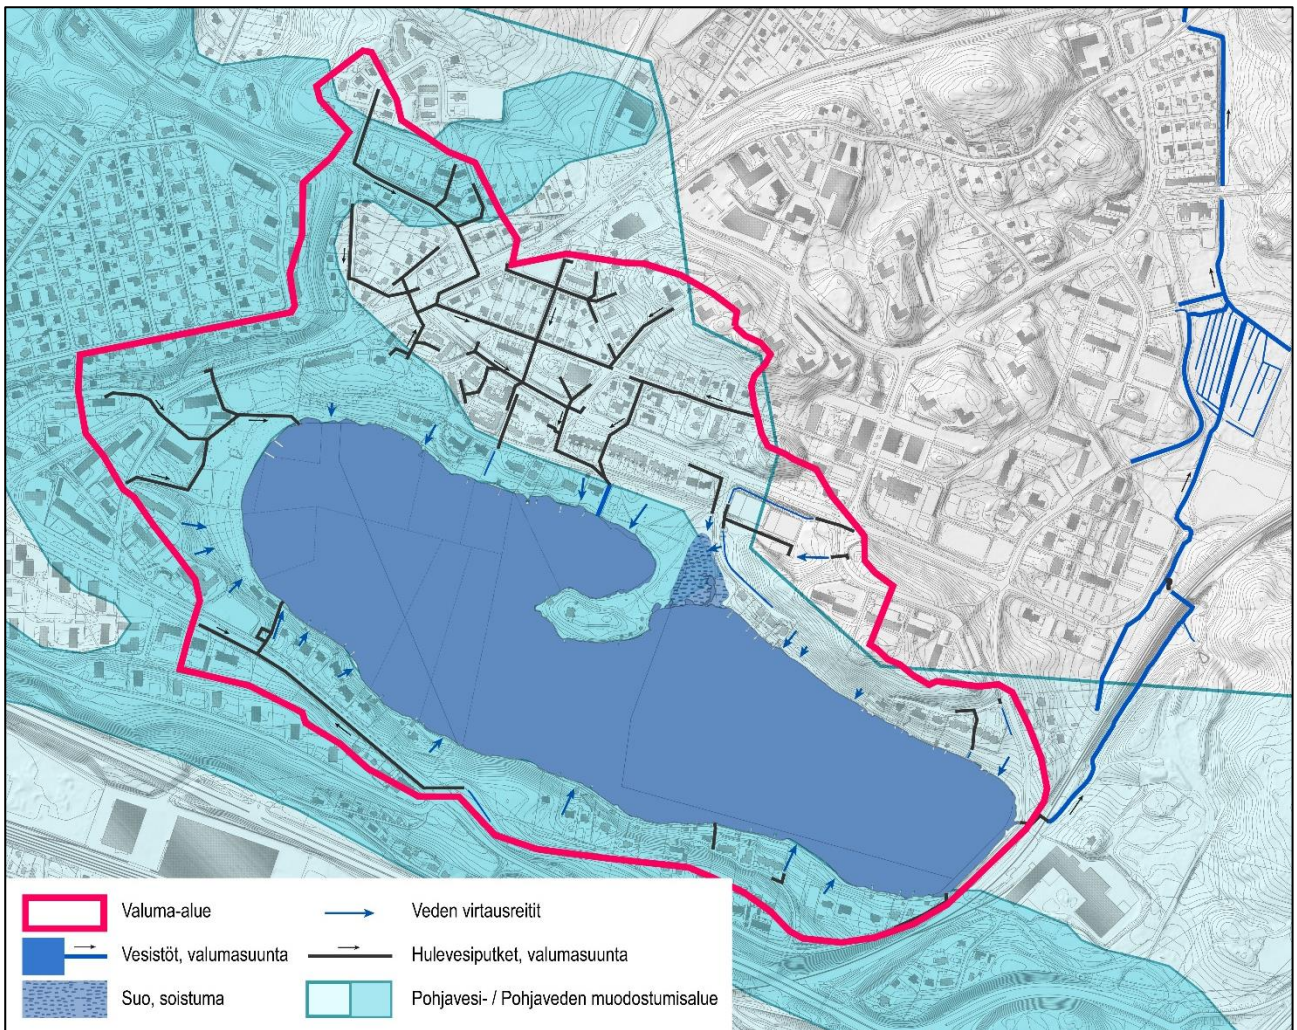 Valuma-alue
Veden virtausreitit
Vesistöt, valumasuunta
Hulevesiputket, valumasuunta
Suo, soistuma
Pohjavesi- / Pohjaveden muodostumisalue